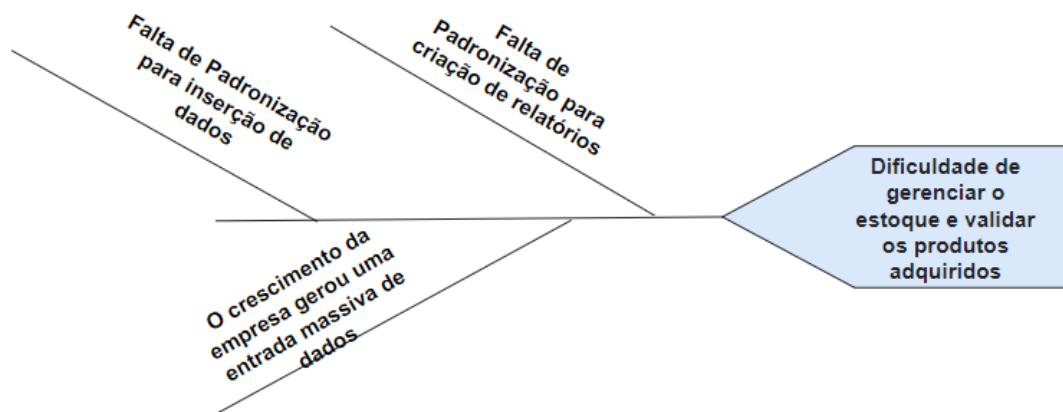 Falta de Padronização
para inserção de
dados
Falta de
Padronização para
criação de relatórios
O crescimento da
empresa gerou uma
entrada massiva de
dados
Dificuldade de
gerenciar o
estoque e validar
os produtos
adquiridos